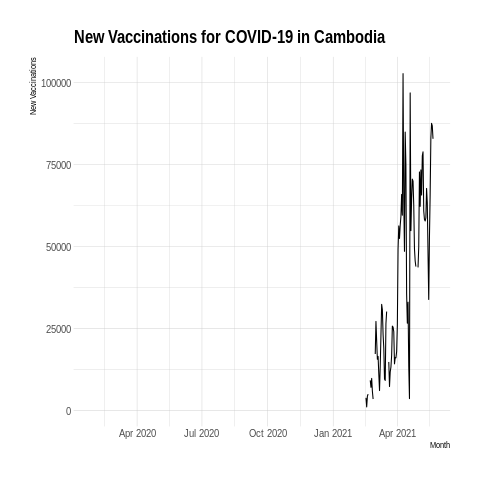 New Vaccinations for COVID-19 in Cambodia
New Vaccinations
100000
75000
50000
25000
0
Apr 2020 Jul 2020 Oct 2020 Jan 2021 Apr 2021
Month